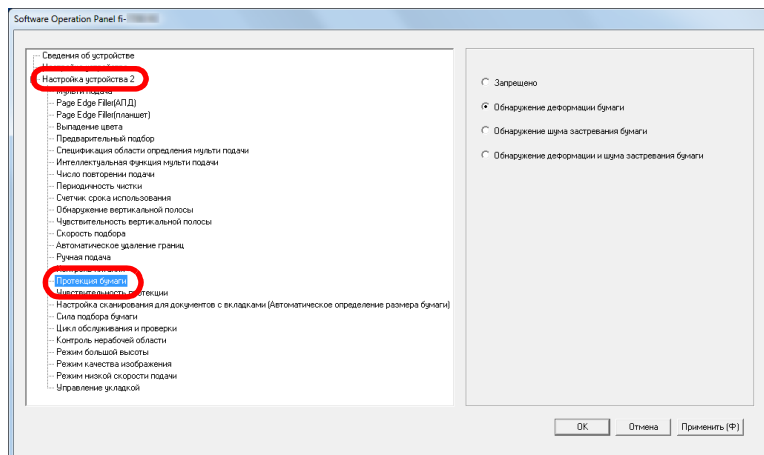 Software Operation Panel fi-
Сведения об устройстве
Настройка устройства 2
Мульти подача
Page Edge Filler(АПД)
Page Edge Filler(планшет)
Выпадение цвета
Предварительный подбор
Спецификация области опредления мульти подачи
Интеллектуальная функция мульти подачи
Число повторении подачи
Периодичность чистки
Счетчик срока использования
Обнаружение вертикальной полосы
Чувствительность вертикальной полосы
Скорость подбора
Автоматическое удаление границ
Ручная подача
Протекция бумаги
Чувствительность протекции
Настройка сканирования для документов с вкладками (Автоматическое определение размера бумаги)
Сила подбора бумаги
Цикл обслуживания и проверки
Контроль нерабочей области
Режим большой высоты
Режим качества изображения
Режим низкой скорости подачи
Управление укладкой
Запрещено
Обнаружение деформации бумаги
Обнаружение шума застревания бумаги
Обнаружение деформации и шума застревания бумаги
OK Отмена Применить (Ф)